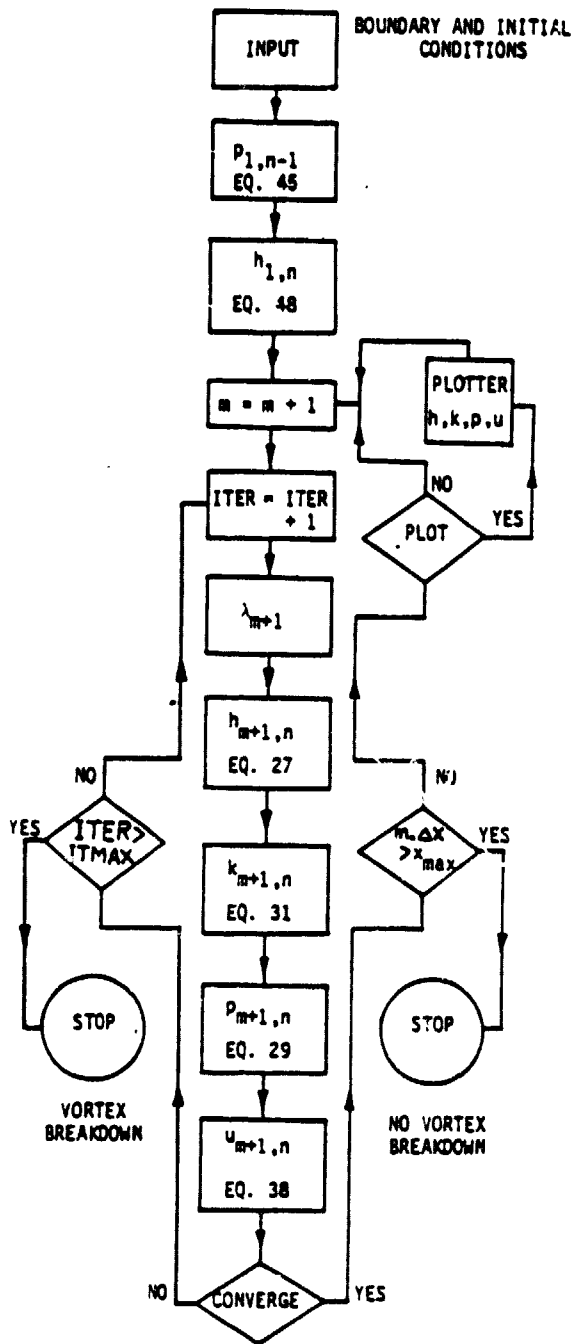 INPUT
BOUNDARY AND INITIAL
CONDITIONS
p1,n-1
EQ. 45
h1,n
EQ. 48
m = m + 1
PLOTTER
h,k,p,u
ITER = ITER
+ 1
NO
PLOT
YES
λm+1
hm+1,n
EQ. 27
NO
YES
ITER>
ITMAX
NO
m.Δx
>xmax
YES
km+1,n
EQ. 31
STOP
VORTEX
BREAKDOWN
pm+1,n
EQ. 29
STOP
NO VORTEX
BREAKDOWN
um+1,n
EQ. 38
NO
CONVERGE
YES